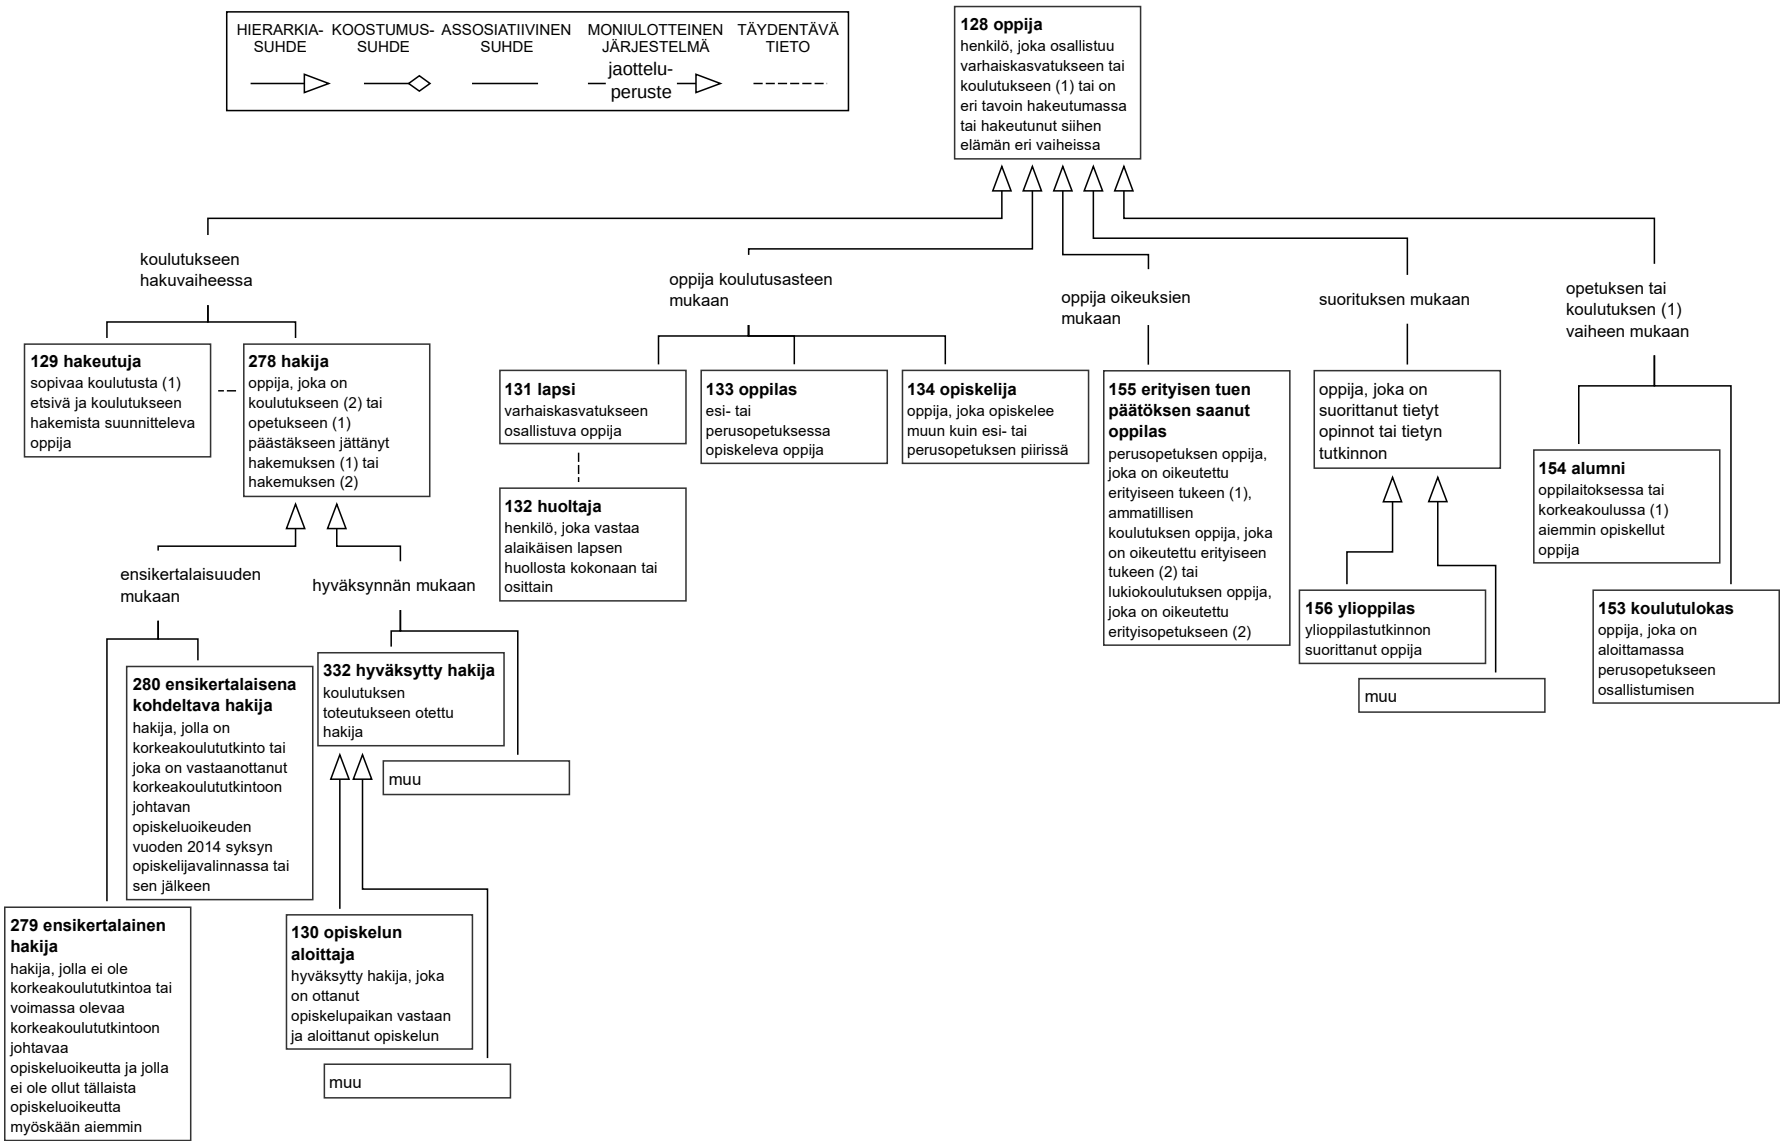 HIERARKIA-
SUHDE
KOOSTUMUS-
SUHDE
ASSOSIATIIVINEN
SUHDE
MONIULOTTEINEN
JÄRJESTELMÄ
jaottelu-
peruste
TÄYDENTÄVÄ
TIETO
128 oppija
henkilö, joka osallistuu
varhaiskasvatukseen tai
koulutukseen (1) tai on
eri tavoin hakeutumassa
tai hakeutunut siihen
elämän eri vaiheissa
koulutukseen
hakuvaiheessa
oppija koulutusasteen
mukaan
oppija oikeuksien
mukaan
suorituksen mukaan
opetuksen tai
koulutuksen (1)
vaiheen mukaan
129 hakeutuja
sopivaa koulutusta (1)
etsivä ja koulutukseen
hakemista suunnitteleva
oppija
278 hakija
oppija, joka on
koulutukseen (2) tai
opetukseen (1)
päästäkseen jättänyt
hakemuksen (1) tai
hakemuksen (2)
131 lapsi
varhaiskasvatukseen
osallistuva oppija
133 oppilas
esi- tai
perusopetuksessa
opiskeleva oppija
134 opiskelija
oppija, joka opiskelee
muun kuin esi- tai
perusopetuksen piirissä
155 erityisen tuen
päätöksen saanut
oppilas
perusopetuksen oppija,
joka on oikeutettu
erityiseen tukeen (1),
ammatillisen
koulutuksen oppija, joka
on oikeutettu erityiseen
tukeen (2) tai
lukiokoulutuksen oppija,
joka on oikeutettu
erityisopetukseen (2)
oppija, joka on
suorittanut tietyt
opinnot tai tietyn
tutkinnon
154 alumni
oppilaitoksessa tai
korkeakoulussa (1)
aiemmin opiskellut
oppija
132 huoltaja
henkilö, joka vastaa
alaikäisen lapsen
huollosta kokonaan tai
osittain
156 ylioppilas
ylioppilastutkinnon
suorittanut oppija
muu
153 koulutulokas
oppija, joka on
aloittamassa
perusopetukseen
osallistumisen
ensikertalaisuuden
mukaan
hyväksynnän mukaan
280 ensikertalaisena
kohdeltava hakija
hakija, jolla on
korkeakoulututkinto tai
joka on vastaanottanut
korkeakoulututkintoon
johtavan
opiskeluoikeuden
vuoden 2014 syksyn
opiskelijavalinnassa tai
sen jälkeen
332 hyväksytty hakija
koulutuksen
toteutukseen otettu
hakija
muu
279 ensikertalainen
hakija
hakija, jolla ei ole
korkeakoulututkintoa tai
voimassa olevaa
korkeakoulututkintoon
johtavaa
opiskeluoikeutta ja jolla
ei ole ollut tällaista
opiskeluoikeutta
myöskään aiemmin
130 opiskelun
aloittaja
hyväksytty hakija, joka
on ottanut
opiskelupaikan vastaan
ja aloittanut opiskelun
muu